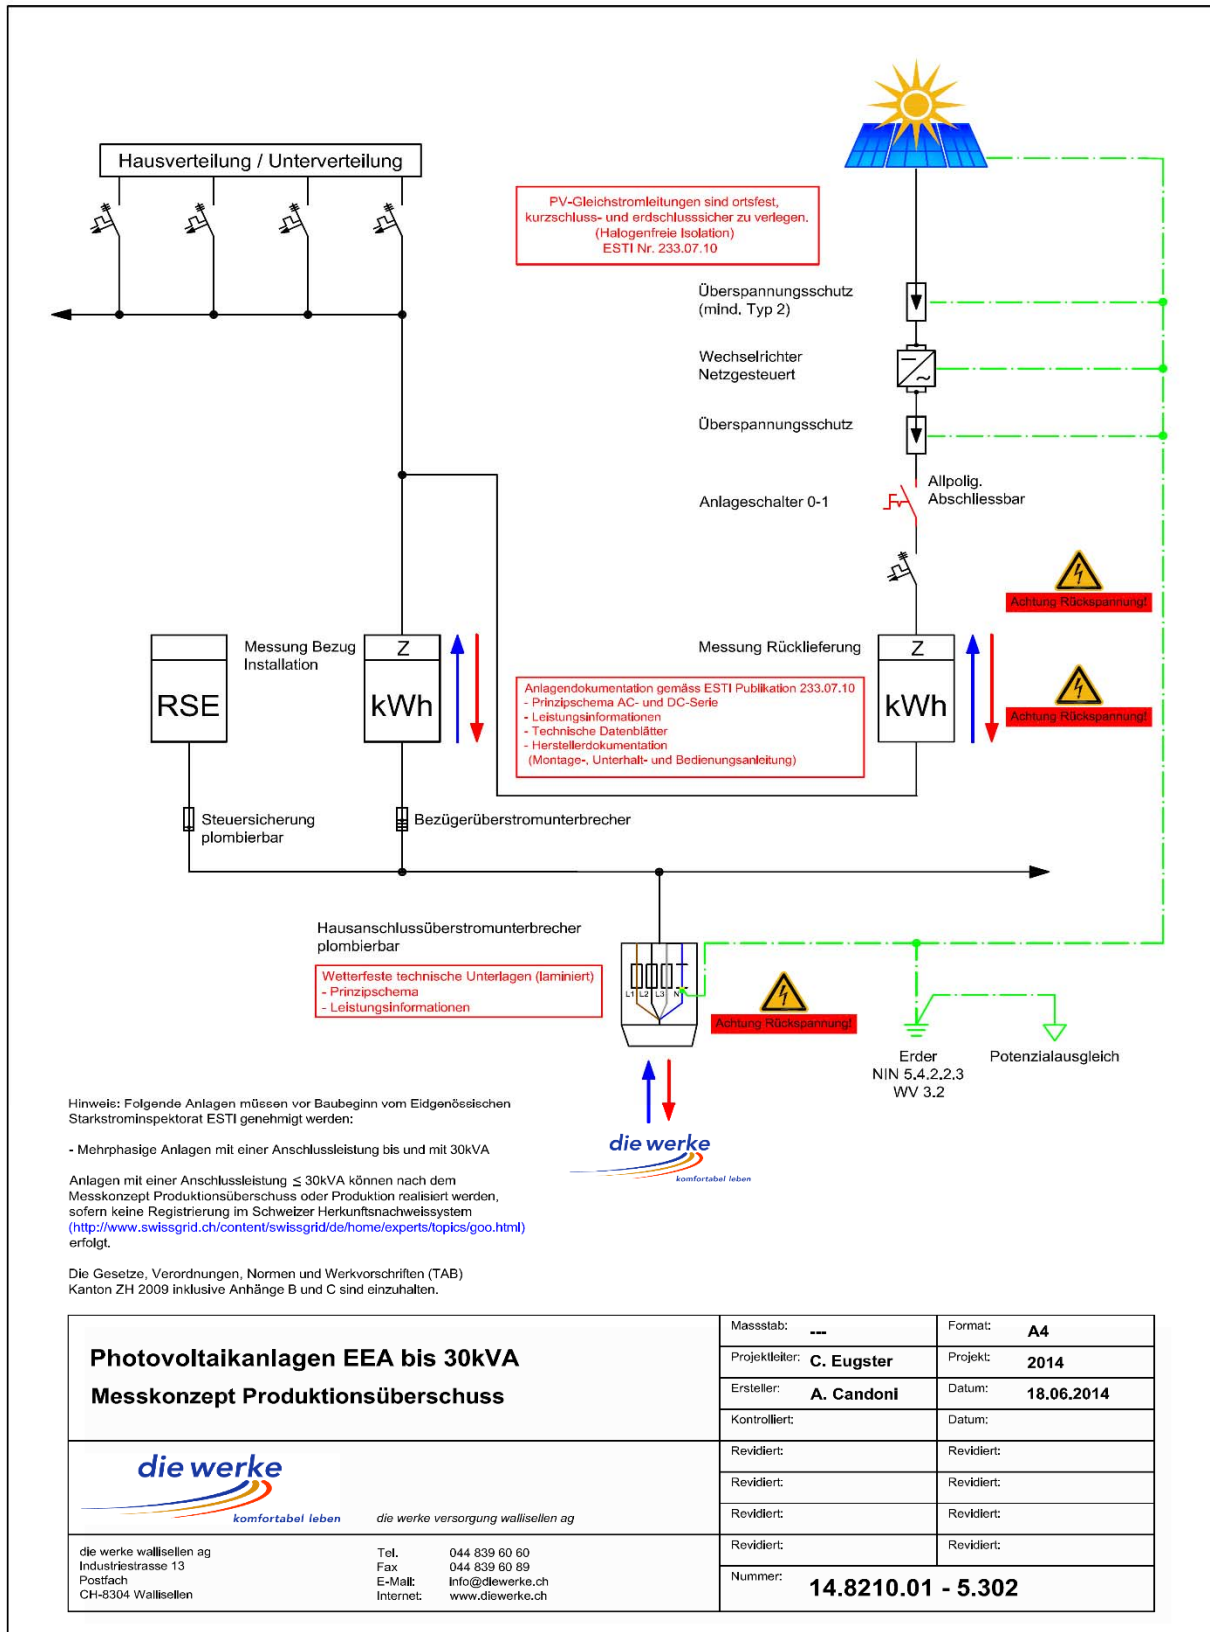 Hausverteilung / Unterverteilung
PV-Gleichstromleitungen sind ortsfest,
kurzschluss- und erdschlusssicher zu verlegen.
(Halogenfreie Isolation)
ESTI Nr. 233.07.10
Überspannungsschutz
(mind. Typ 2)
Wechselrichter
Netzgesteuert
Überspannungsschutz
Anlageschalter 0-1
Allpolig.
Abschliessbar
Achtung Rückspannung!
RSE
Messung Bezug
Installation
Z
kWh
Messung Rücklieferung
Z
kWh
Achtung Rückspannung!
Anlagendokumentation gemäss ESTI Publikation 233.07.10
- Prinzipschema AC- und DC-Serie
- Leistungsinformationen
- Technische Datenblätter
- Herstellerdokumentation
(Montage-, Unterhalt- und Bedienungsanleitung)
Steuersicherung
plombierbar
Bezügerüberstromunterbrecher
Hausanschlussüberstromunterbrecher
plombierbar
Wetterfeste technische Unterlagen (laminiert)
- Prinzipschema
- Leistungsinformationen
L1 L2 L3 N
Achtung Rückspannung!
Erder
NIN 5.4.2.2.3
WV 3.2
Potenzialausgleich
die werke
komfortabel leben
Hinweis: Folgende Anlagen müssen vor Baubeginn vom Eidgenössischen
Starkstrominspektorat ESTI genehmigt werden:
- Mehrphasige Anlagen mit einer Anschlussleistung bis und mit 30kVA
Anlagen mit einer Anschlussleistung ≤ 30kVA können nach dem
Messkonzept Produktionsüberschuss oder Produktion realisiert werden,
sofern keine Registrierung im Schweizer Herkunftsnachweissystem
(http://www.swissgrid.ch/content/swissgrid/de/home/experts/topics/goo.html)
erfolgt.
Die Gesetze, Verordnungen, Normen und Werkvorschriften (TAB)
Kanton ZH 2009 inklusive Anhänge B und C sind einzuhalten.
Photovoltaikanlagen EEA bis 30kVA
Messkonzept Produktionsüberschuss
Massstab: ---
Format: A4
Projektleiter: C. Eugster
Projekt: 2014
Ersteller: A. Candoni
Datum: 18.06.2014
Kontrolliert:
Datum:
Revidiert:
Revidiert:
Revidiert:
Revidiert:
Revidiert:
Revidiert:
Revidiert:
Revidiert:
Nummer: 14.8210.01 - 5.302
die werke
komfortabel leben
die werke versorgung wallisellen ag
die werke wallisellen ag
Industriestrasse 13
Postfach
CH-8304 Wallisellen
Tel. 044 839 60 60
Fax 044 839 60 89
E-Mail: info@diewerke.ch
Internet: www.diewerke.ch